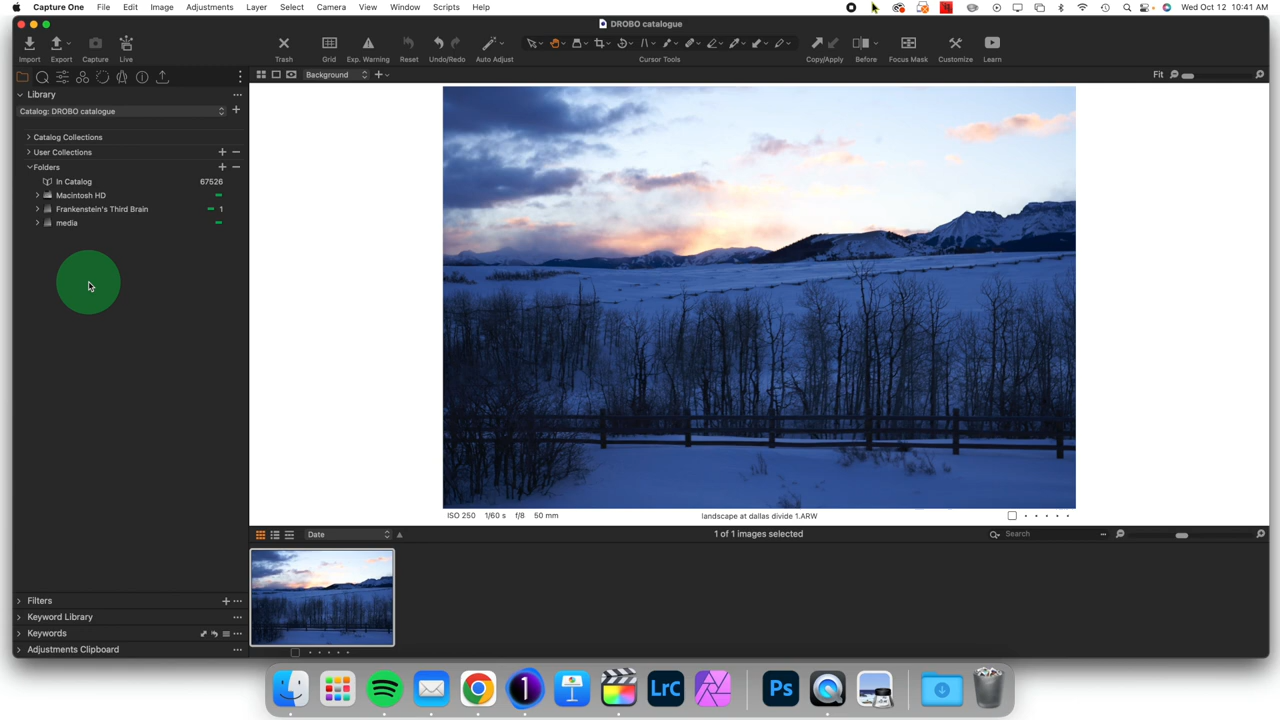 Capture One File Edit Image Adjustments Layer Select Camera View Window Scripts Help Wed Oct 12 10:41 AM
DROBO catalogue
Import Export Capture Live Trash Grid Exp. Warning Reset Undo/Redo Auto Adjust Cursor Tools Copy/Apply Before Focus Mask Customize Learn
Background Fit
Library
Catalog: DROBO catalogue
Catalog Collections
User Collections
Folders
In Catalog 67526
Macintosh HD
Frankenstein's Third Brain 1
media
ISO 250 1/60 s f/8 50 mm landscape at dallas divide 1.ARW
Date 1 of 1 images selected Search
Filters
Keyword Library
Keywords
Adjustments Clipboard
1 LrC Ps